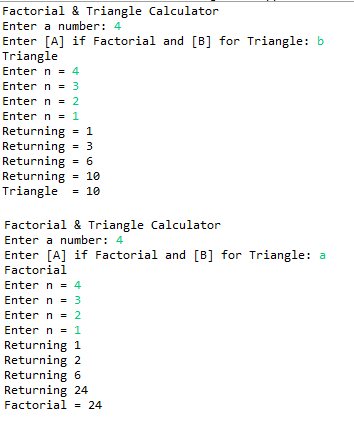 Factorial & Triangle Calculator
Enter a number: 4
Enter [A] if Factorial and [B] for Triangle: b
Triangle
Enter n = 4
Enter n = 3
Enter n = 2
Enter n = 1
Returning = 1
Returning = 3
Returning = 6
Returning = 10
Triangle  = 10
Factorial & Triangle Calculator
Enter a number: 4
Enter [A] if Factorial and [B] for Triangle: a
Factorial
Enter n = 4
Enter n = 3
Enter n = 2
Enter n = 1
Returning 1
Returning 2
Returning 6
Returning 24
Factorial = 24